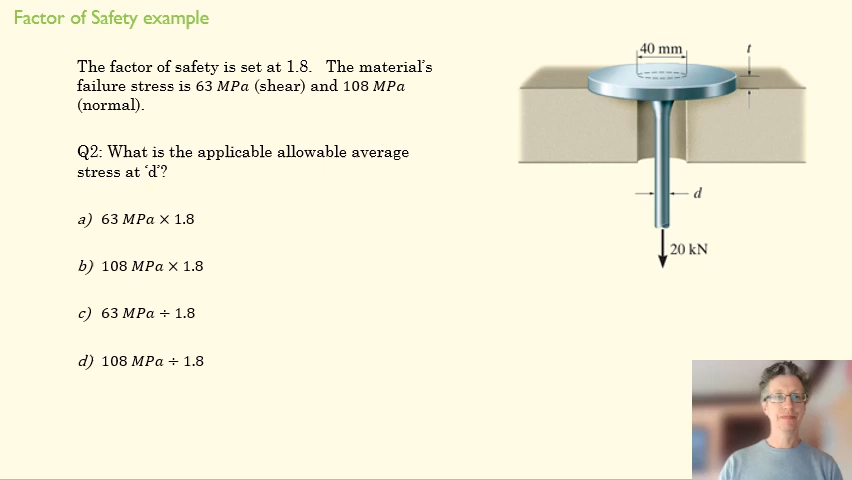 Factor of Safety example
The factor of safety is set at 1.8. The material's
failure stress is 63 MPa (shear) and 108 MPa
(normal).
Q2: What is the applicable allowable average
stress at 'd'?
a) 63 MPa × 1.8
b) 108 MPa × 1.8
c) 63 MPa ÷ 1.8
d) 108 MPa ÷ 1.8
40 mm
t
d
20 kN